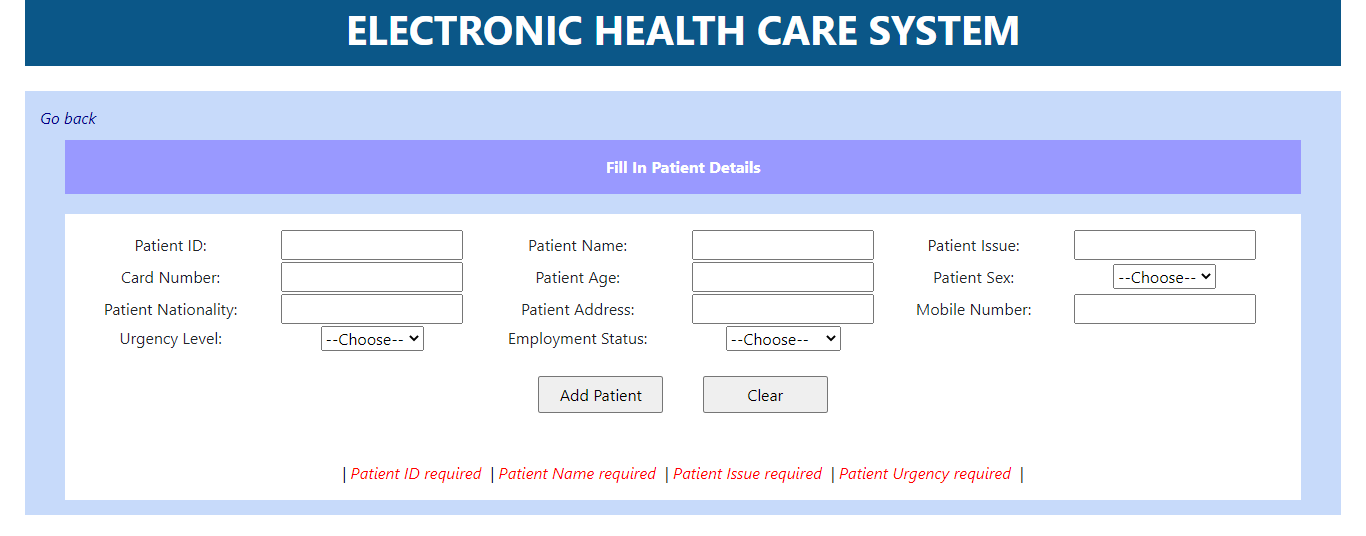 ELECTRONIC HEALTH CARE SYSTEM
Go back
Fill In Patient Details
Patient ID: Patient Name: Patient Issue:
Card Number: Patient Age: Patient Sex: --Choose--
Patient Nationality: Patient Address: Mobile Number:
Urgency Level: --Choose-- Employment Status: --Choose--
Add Patient Clear
| Patient ID required | Patient Name required | Patient Issue required | Patient Urgency required |